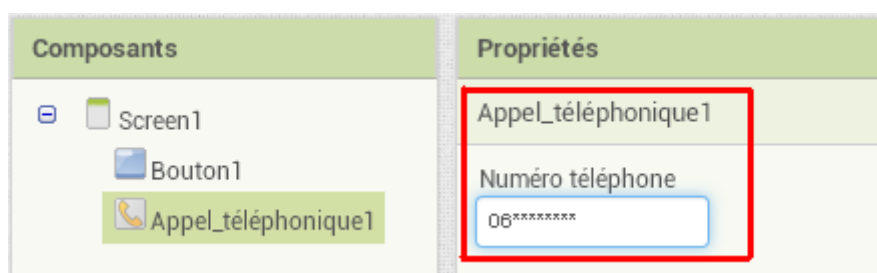 Composants
Propriétés
Screen1
Bouton1
Appel_téléphonique1
Appel_téléphonique1
Numéro téléphone
06********